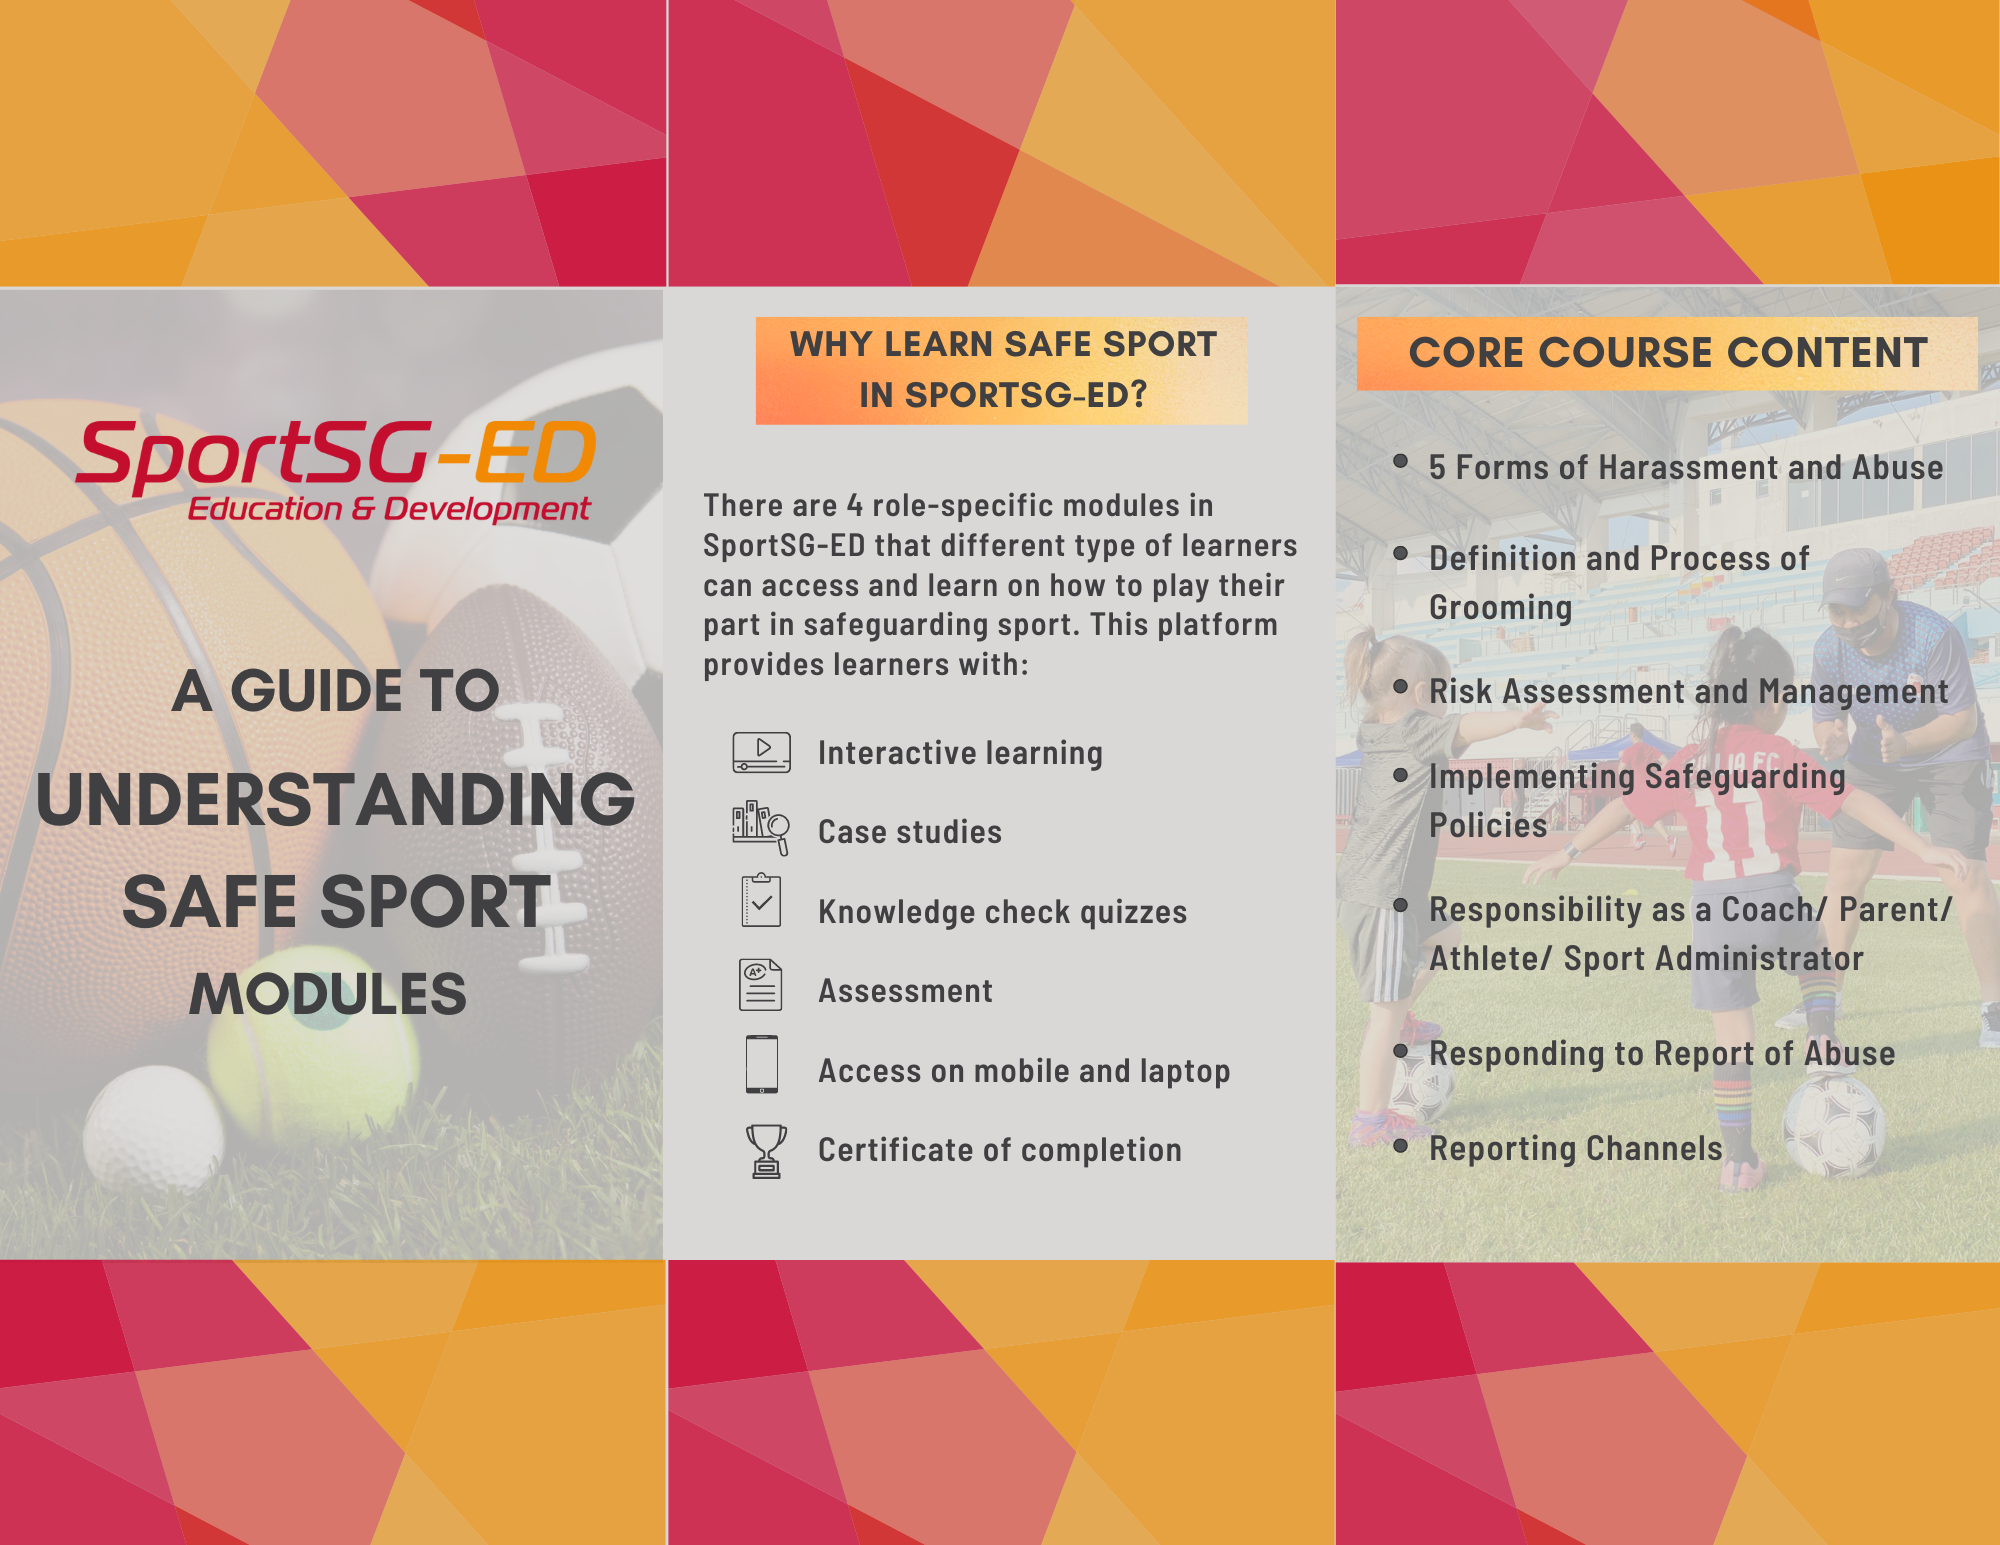 SportSG-ED
Education & Development
A GUIDE TO
UNDERSTANDING
SAFE SPORT
MODULES
WHY LEARN SAFE SPORT
IN SPORTSG-ED?
There are 4 role-specific modules in
SportSG-ED that different type of learners
can access and learn on how to play their
part in safeguarding sport. This platform
provides learners with:
Interactive learning
Case studies
A+
Knowledge check quizzes
Assessment
Access on mobile and laptop
Certificate of completion
CORE COURSE CONTENT
5 Forms of Harassment and Abuse
Definition and Process of
Grooming
Risk Assessment and Management
Implementing Safeguarding
Policies
Responsibility as a Coach/ Parent/
Athlete/ Sport Administrator
Responding to Report of Abuse
Reporting Channels
FC
11